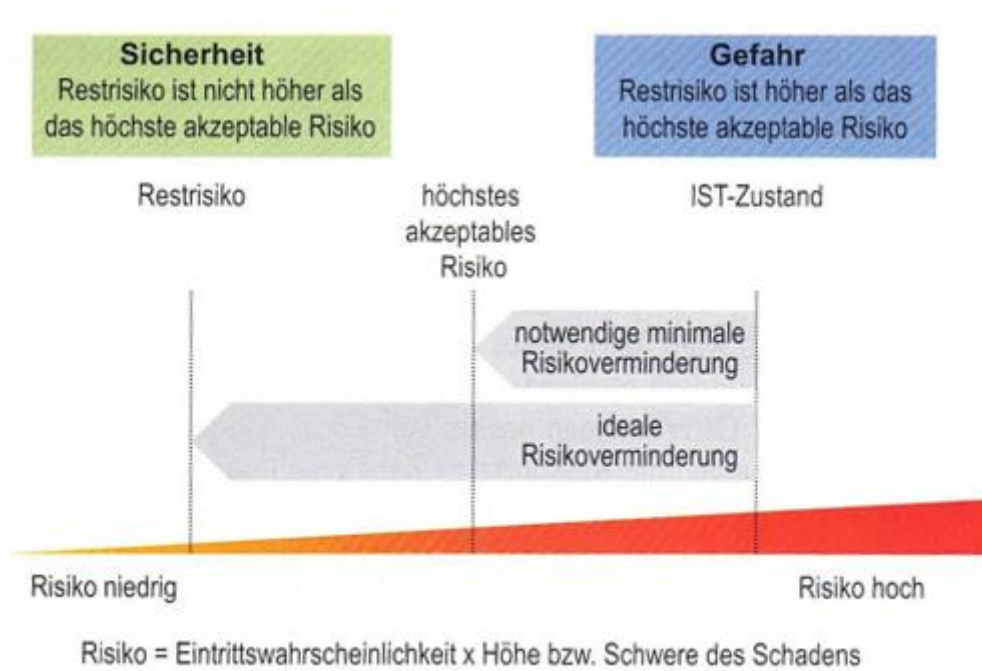 Sicherheit
Restrisiko ist nicht höher als
das höchste akzeptable Risiko
Gefahr
Restrisiko ist höher als das
höchste akzeptable Risiko
Restrisiko
höchstes
akzeptables
Risiko
IST-Zustand
notwendige minimale
Risikoverminderung
ideale
Risikoverminderung
Risiko niedrig
Risiko hoch
Risiko = Eintrittswahrscheinlichkeit x Höhe bzw. Schwere des Schadens